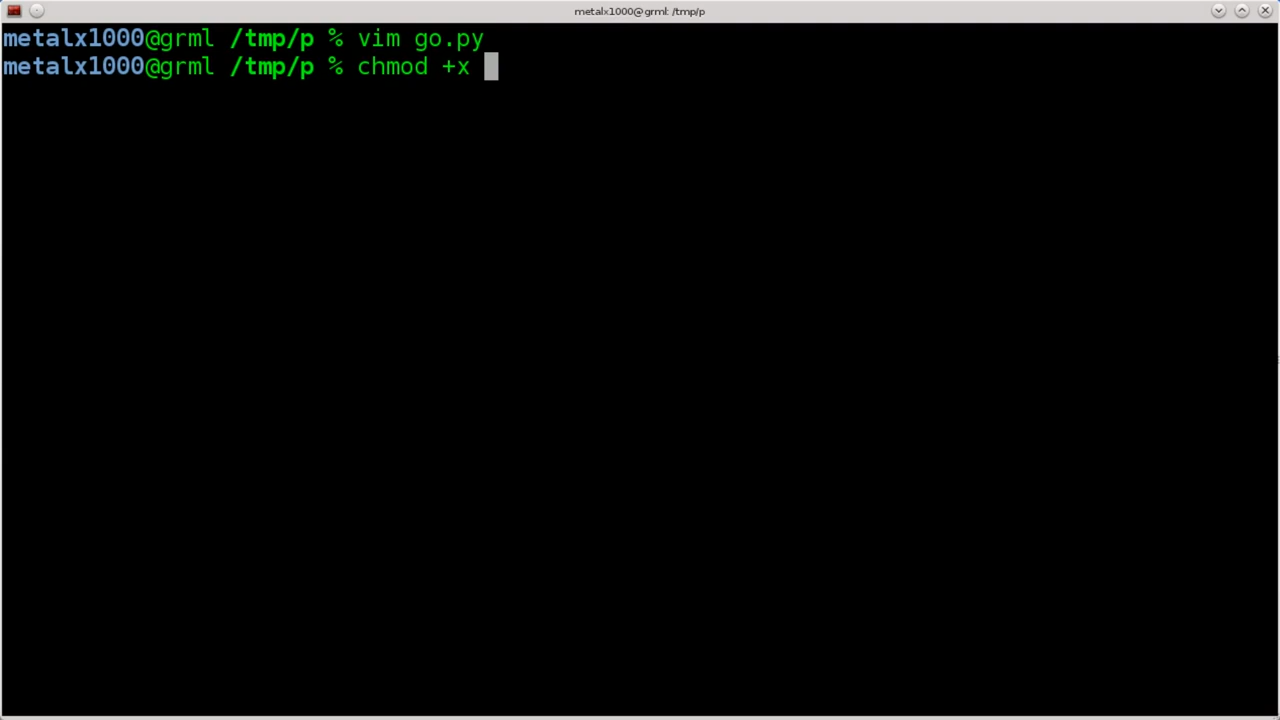 metalx1000@grml: /tmp/p
metalx1000@grml /tmp/p % vim go.py
metalx1000@grml /tmp/p % chmod +x